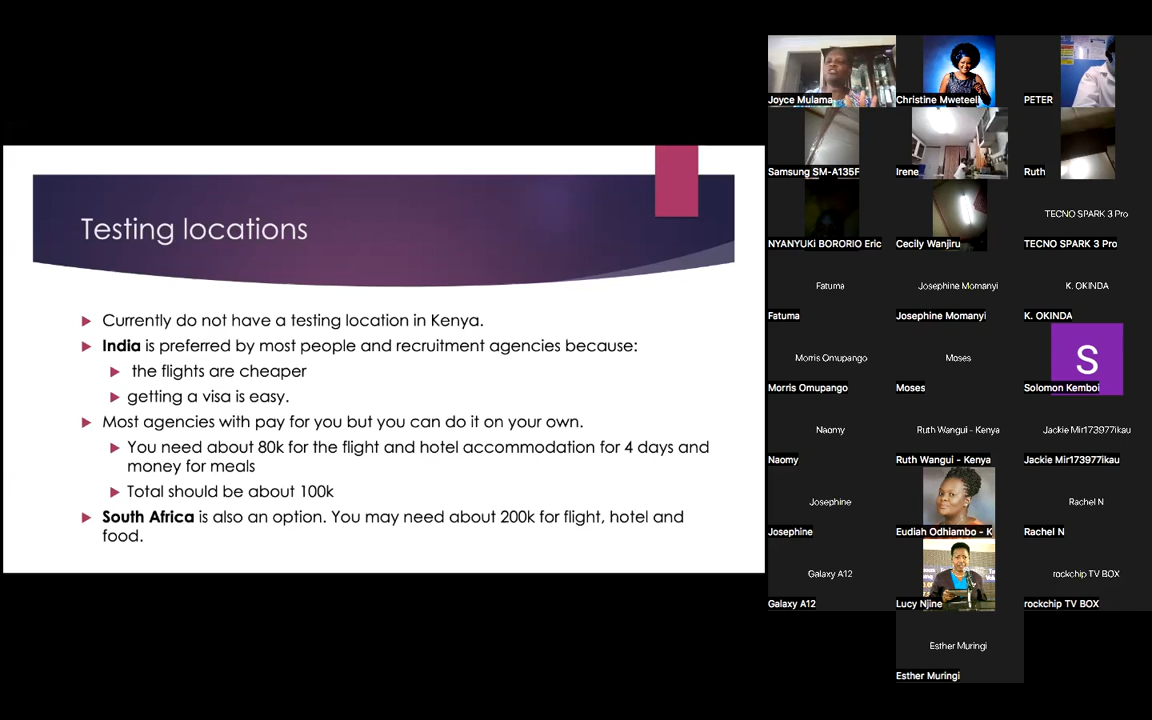 Testing locations
Currently do not have a testing location in Kenya.
India is preferred by most people and recruitment agencies because:
the flights are cheaper
getting a visa is easy.
Most agencies with pay for you but you can do it on your own.
You need about 80k for the flight and hotel accommodation for 4 days and
money for meals
Total should be about 100k
South Africa is also an option. You may need about 200k for flight, hotel and
food.
Joyce Mulama
Christine Mweteeli
PETER
Samsung SM-A135F
Irene
Ruth
NYANYUKi BORORIO Eric
Cecily Wanjiru
TECNO SPARK 3 Pro
TECNO SPARK 3 Pro
Fatuma
Josephine Momanyi
K. OKINDA
Fatuma
Josephine Momanyi
K. OKINDA
Morris Omupango
Moses
S
Morris Omupango
Moses
Solomon Kemboi
Naomy
Ruth Wangui - Kenya
Jackie Mir173977ikau
Naomy
Ruth Wangui - Kenya
Jackie Mir173977ikau
Josephine
Rachel N
Josephine
Eudiah Odhiambo - K
Rachel N
Galaxy A12
rockchip TV BOX
Galaxy A12
Lucy Njine
rockchip TV BOX
Esther Muringi
Esther Muringi